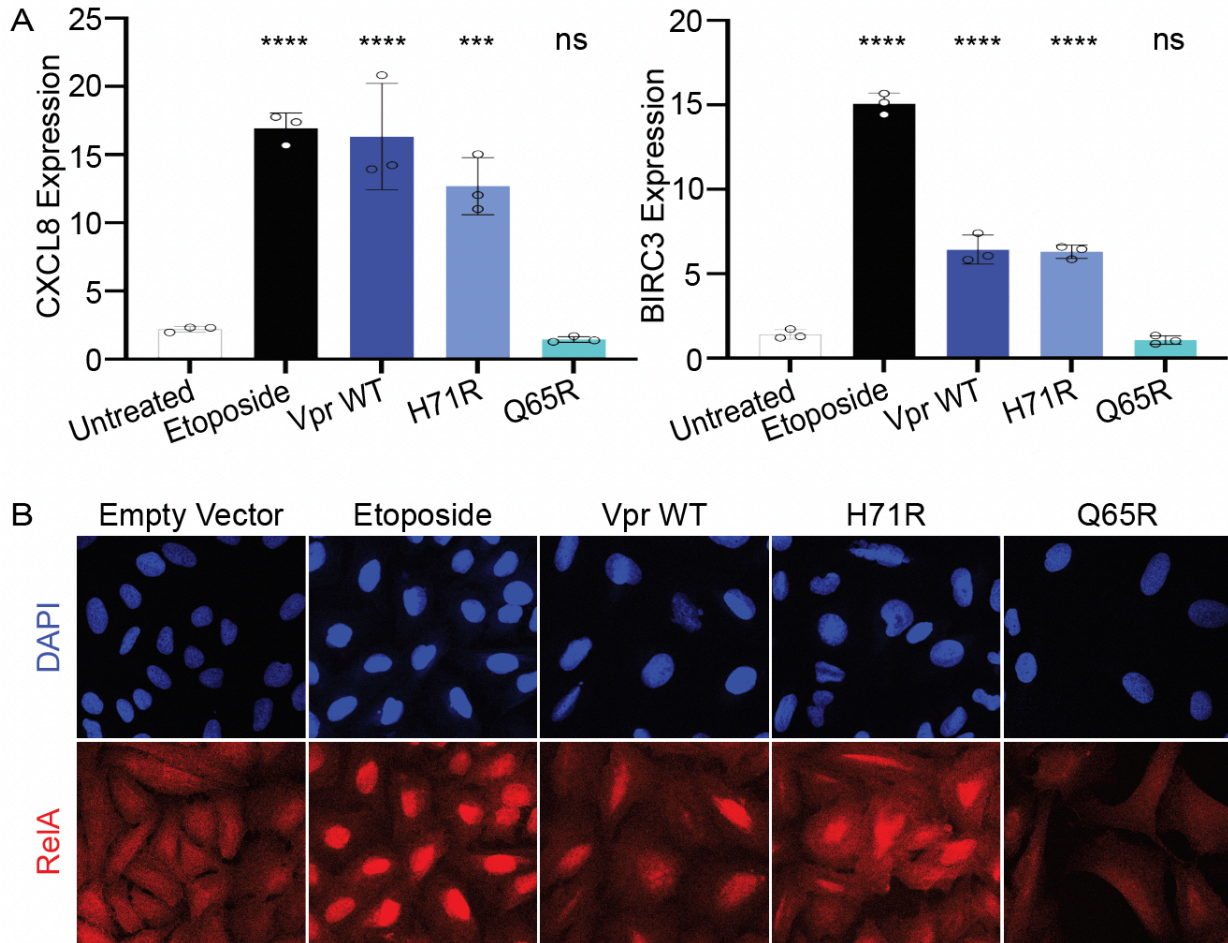 A
CXCL8 Expression
25
20
15
10
5
0
**** **** *** ns
Untreated Etoposide Vpr WT H71R Q65R
BIRC3 Expression
20
15
10
5
0
**** **** **** ns
Untreated Etoposide Vpr WT H71R Q65R
B
Empty Vector Etoposide Vpr WT H71R Q65R
DAPI
RelA